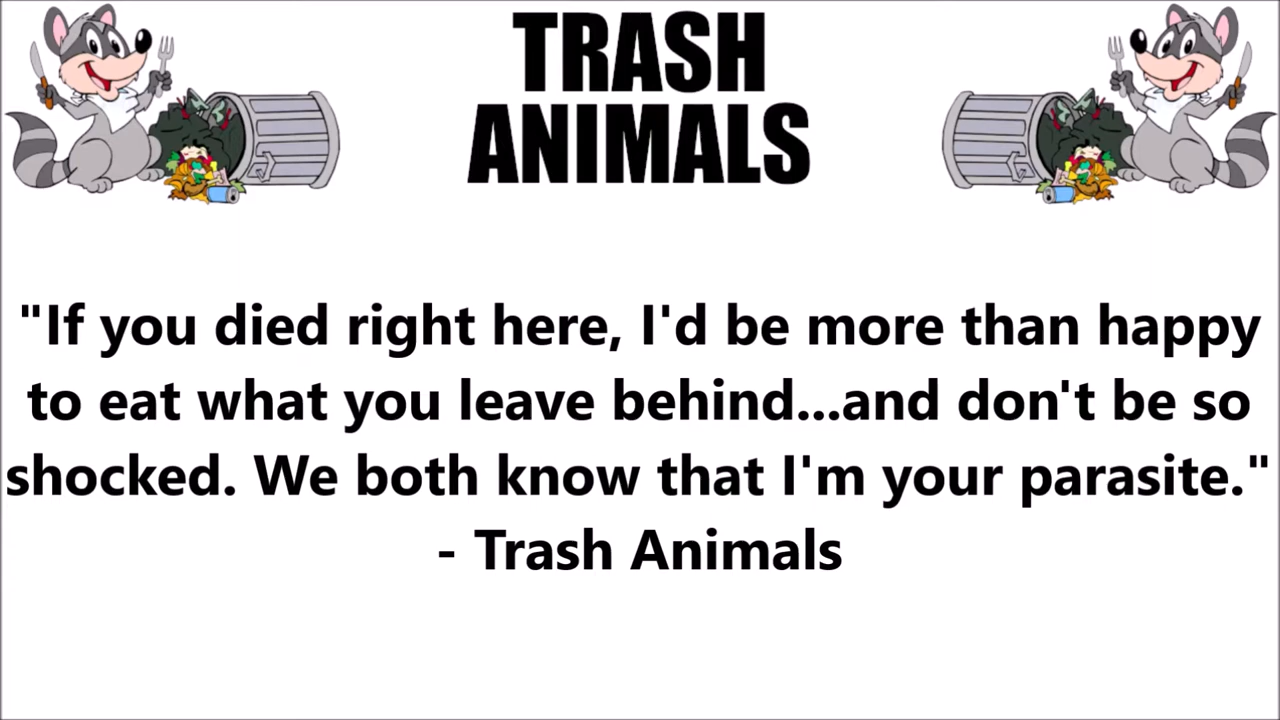 TRASH
ANIMALS
"If you died right here, I'd be more than happy
to eat what you leave behind...and don't be so
shocked. We both know that I'm your parasite."
- Trash Animals